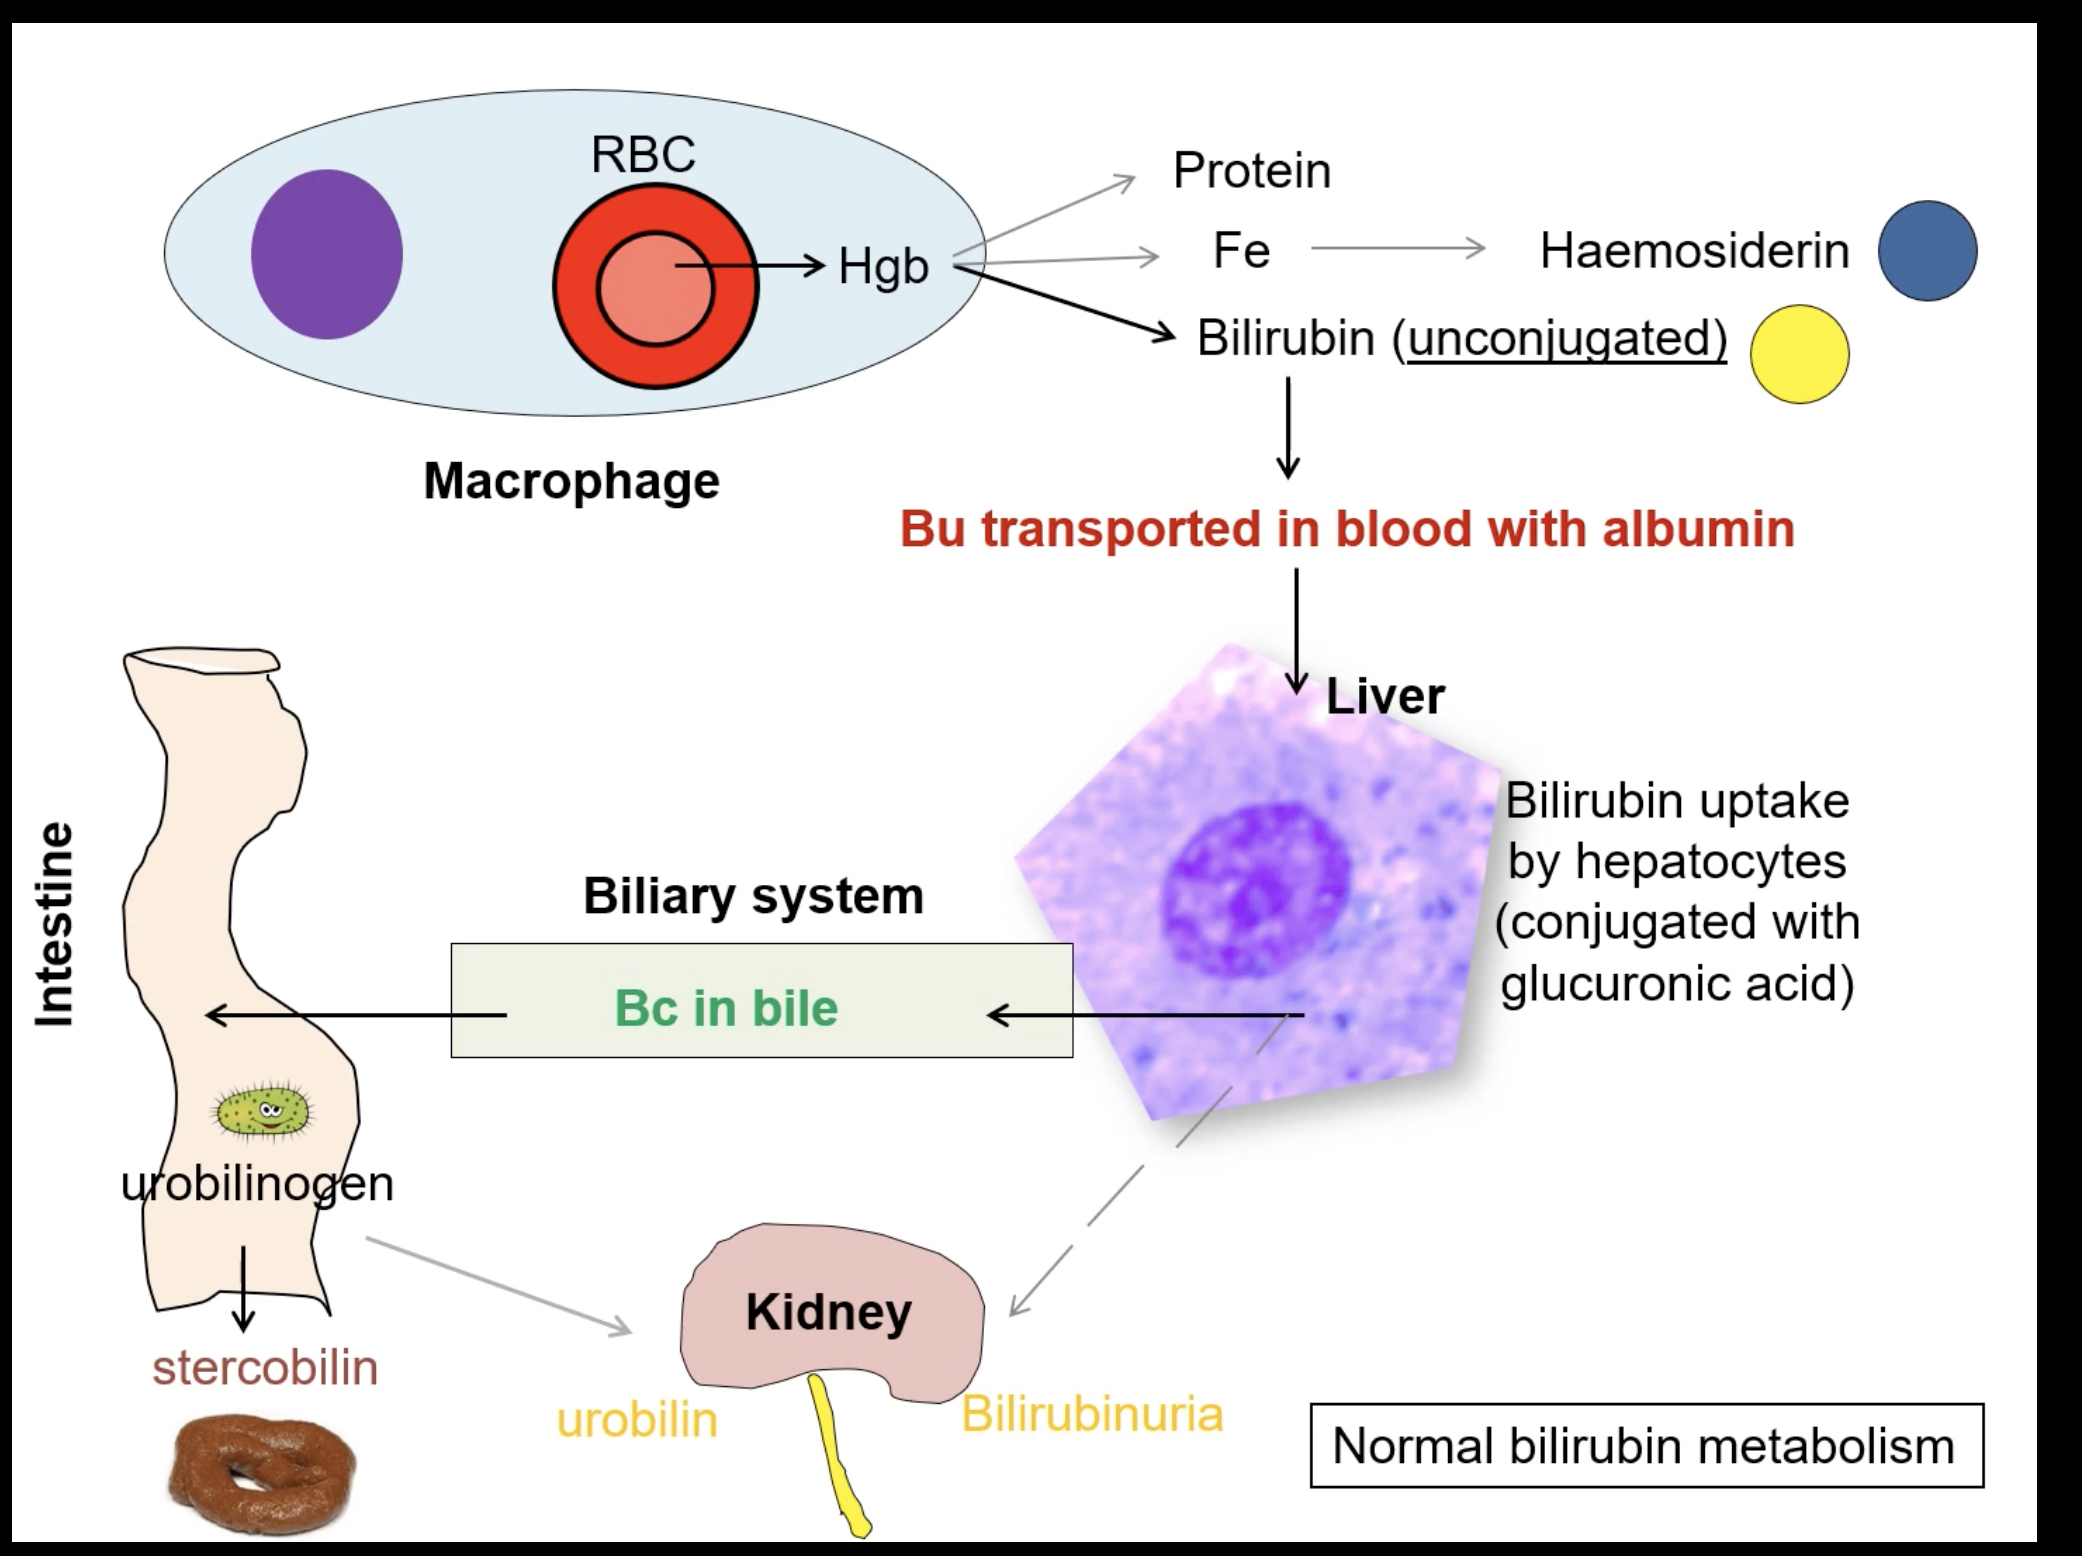 RBC
Hgb
Protein
Fe
Haemosiderin
Bilirubin (unconjugated)
Macrophage
Bu transported in blood with albumin
Liver
Bilirubin uptake
by hepatocytes
(conjugated with
glucuronic acid)
Biliary system
Bc in bile
Intestine
urobilinogen
stercobilin
Kidney
urobilin
Bilirubinuria
Normal bilirubin metabolism